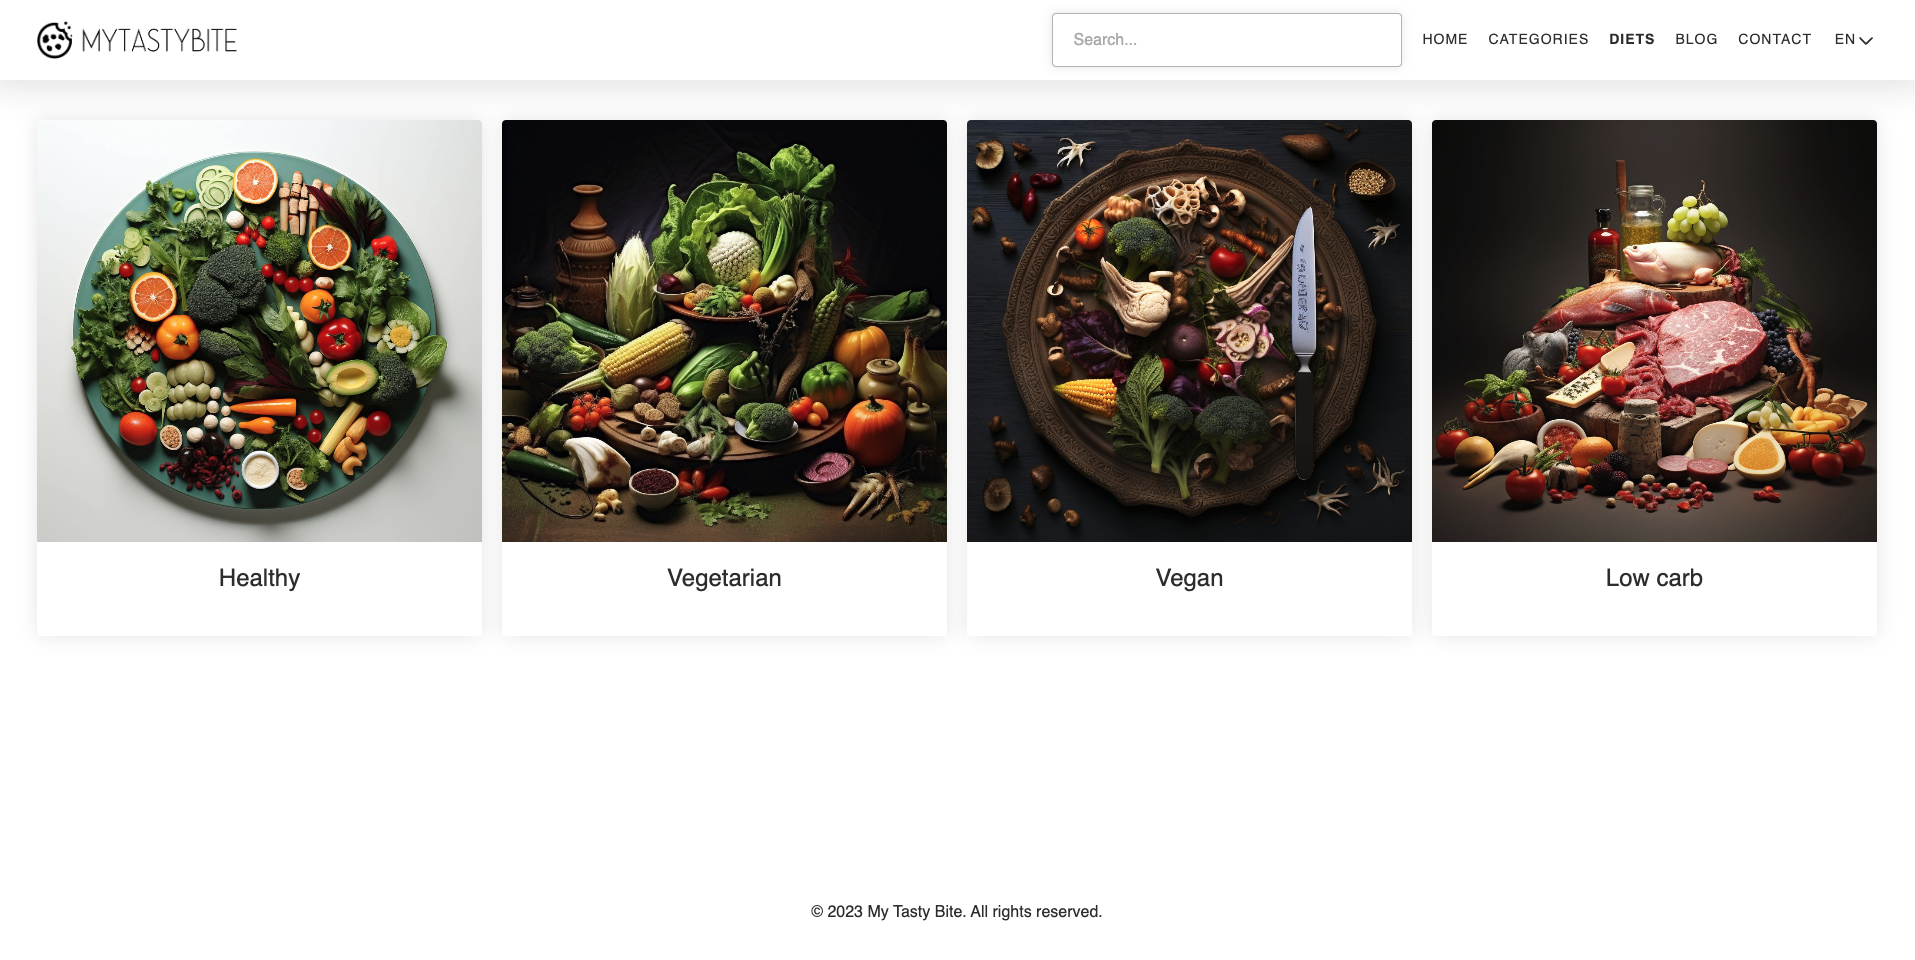 MYTASTYBITE
Search...
HOME
CATEGORIES
DIETS
BLOG
CONTACT
EN
Healthy
Vegetarian
Vegan
Low carb
© 2023 My Tasty Bite. All rights reserved.